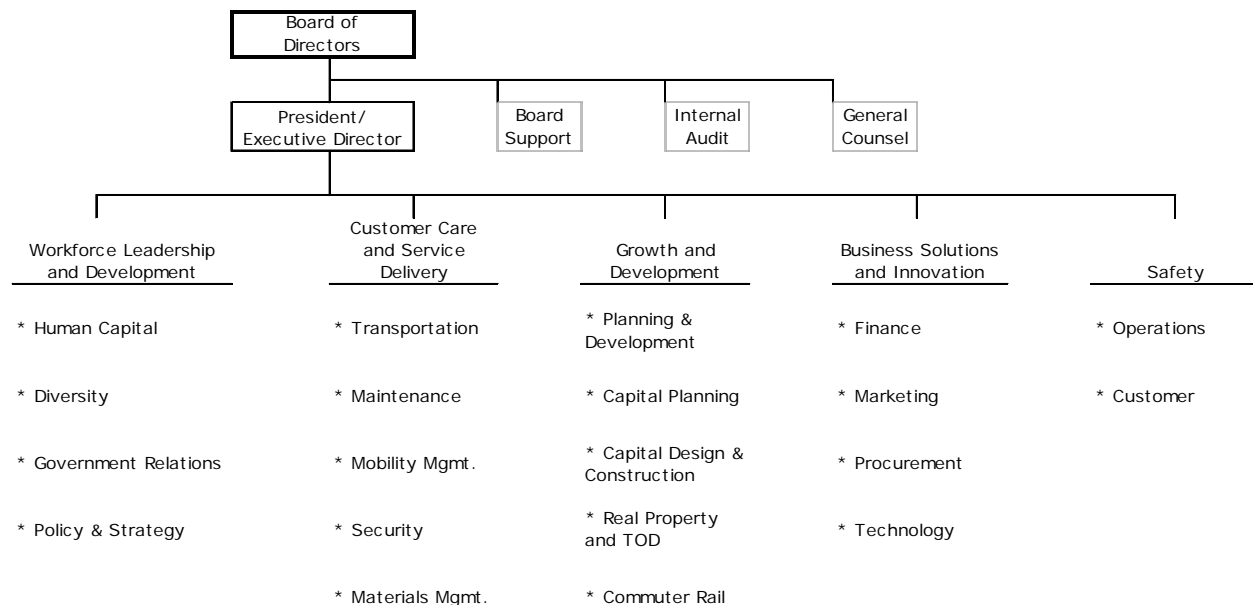 Board of
Directors
President/
Executive Director
Board
Support
Internal
Audit
General
Counsel
Workforce Leadership
and Development
Customer Care
and Service
Delivery
Growth and
Development
Business Solutions
and Innovation
Safety
* Human Capital
* Diversity
* Government Relations
* Policy & Strategy
* Transportation
* Maintenance
* Mobility Mgmt.
* Security
* Materials Mgmt.
* Planning &
Development
* Capital Planning
* Capital Design &
Construction
* Real Property
and TOD
* Commuter Rail
* Finance
* Marketing
* Procurement
* Technology
* Operations
* Customer